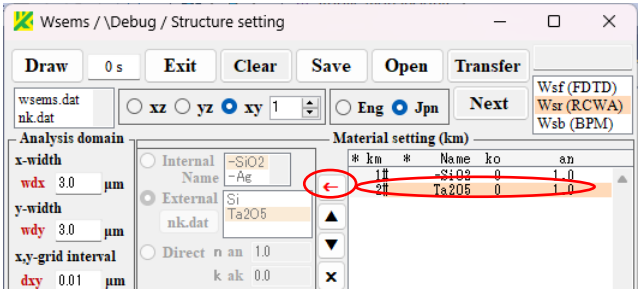 Wsems / \Debug / Structure setting
Draw 0 s Exit Clear Save Open Transfer
wsems.dat
nk.dat
xz yz xy 1 Eng Jpn Next
Wsf (FDTD)
Wsr (RCWA)
Wsb (BPM)
Analysis domain
x-width
wdx 3.0 μm
y-width
wdy 3.0 μm
x,y-grid interval
dxy 0.01 μm
Internal Name
-SiO2
-Ag
External
nk.dat
Si
Ta2O5
Direct n an 1.0
k ak 0.0
← ▲ ▼ x
Material setting (km)
* km * Name ko an
1# -SiO2 0 1.0
2# Ta2O5 0 1.0